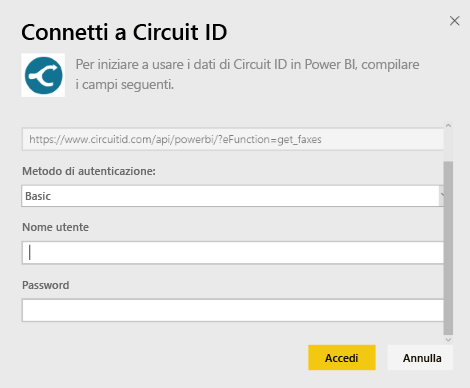 Connetti a Circuit ID
Per iniziare a usare i dati di Circuit ID in Power BI, compilare
i campi seguenti.
https://www.circuitid.com/api/powerbi/?eFunction=get_faxes
Metodo di autenticazione:
Basic
Nome utente
Password
Accedi
Annulla